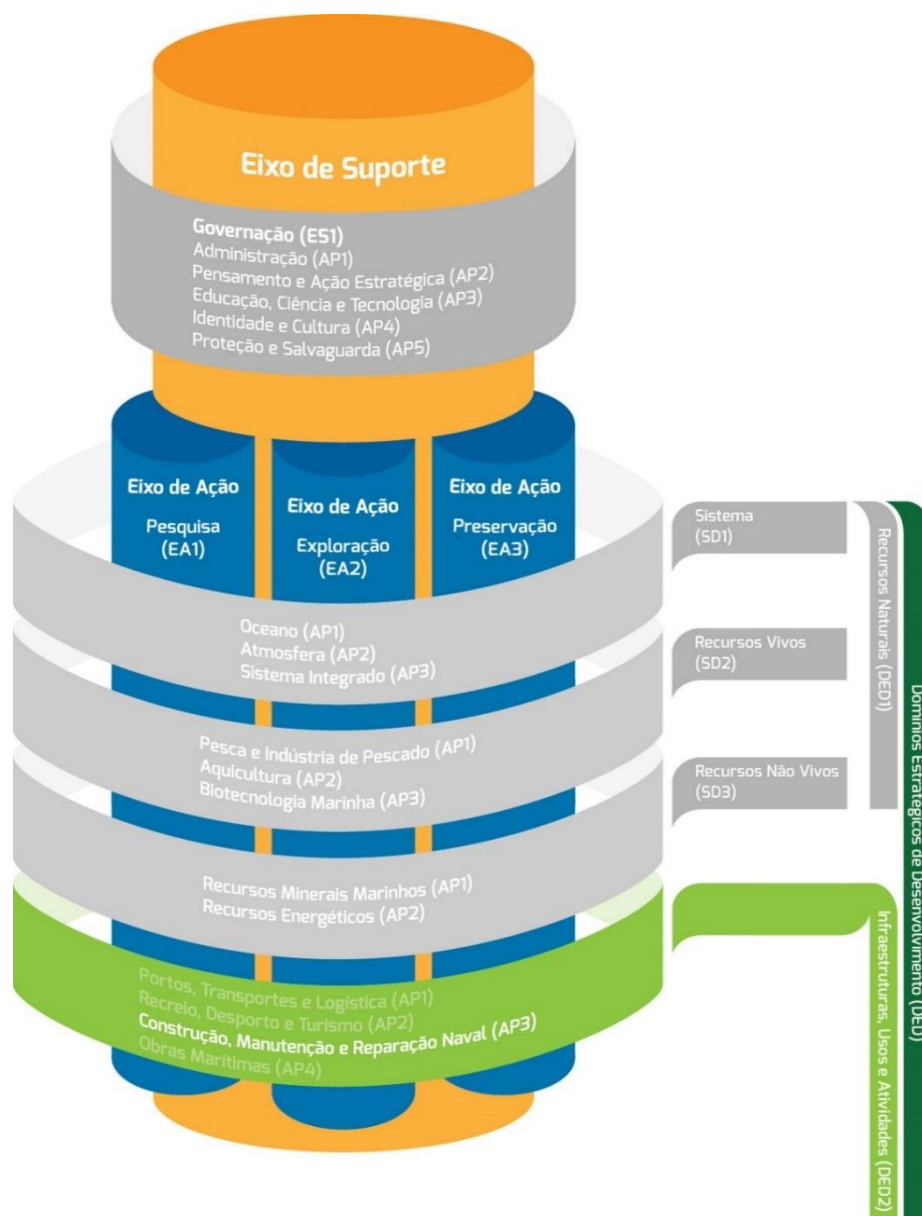 Eixo de Suporte
Governação (ES1)
Administração (AP1)
Pensamento e Ação Estratégica (AP2)
Educação, Ciência e Tecnologia (AP3)
Identidade e Cultura (AP4)
Proteção e Salvaguarda (AP5)
Eixo de Ação
Pesquisa
(EA1)
Eixo de Ação
Exploração
(EA2)
Eixo de Ação
Preservação
(EA3)
Oceano (AP1)
Atmosfera (AP2)
Sistema Integrado (AP3)
Pesca e Indústria de Pescado (AP1)
Aquicultura (AP2)
Biotecnologia Marinha (AP3)
Recursos Minerais Marinhos (AP1)
Recursos Energéticos (AP2)
Portos, Transportes e Logística (AP1)
Recreio, Desporto e Turismo (AP2)
Construção, Manutenção e Reparação Naval (AP3)
Obras Marítimas (AP4)
Sistema
(SD1)
Recursos Vivos
(SD2)
Recursos Não Vivos
(SD3)
Recursos Naturais (DED1)
Infraestruturas, Usos e Atividades (DED2)
Domínios Estratégicos de Desenvolvimento (DED)